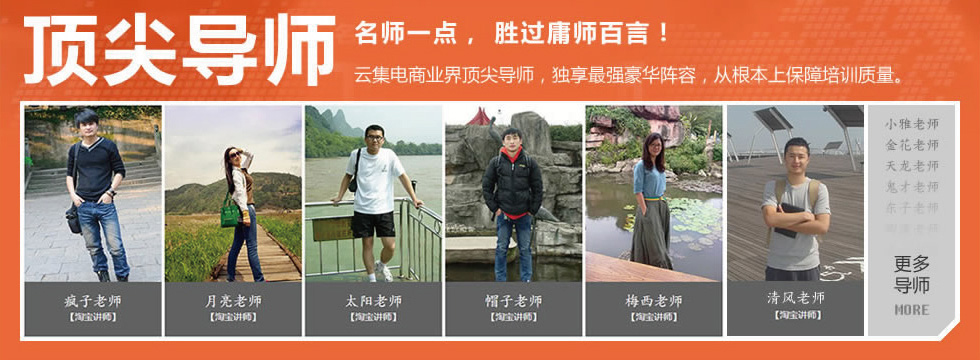 顶尖导师
名师一点， 胜过庸师百言！
云集电商业界顶尖导师，独享最强豪华阵容，从根本上保障培训质量。
疯子老师
【淘宝讲师】
月亮老师
【淘宝讲师】
太阳老师
【淘宝讲师】
帽子老师
【淘宝讲师】
梅西老师
【淘宝讲师】
清风老师
【淘宝讲师】
小雅老师
金花老师
天龙老师
鬼才老师
东子老师
更多
导师
MORE